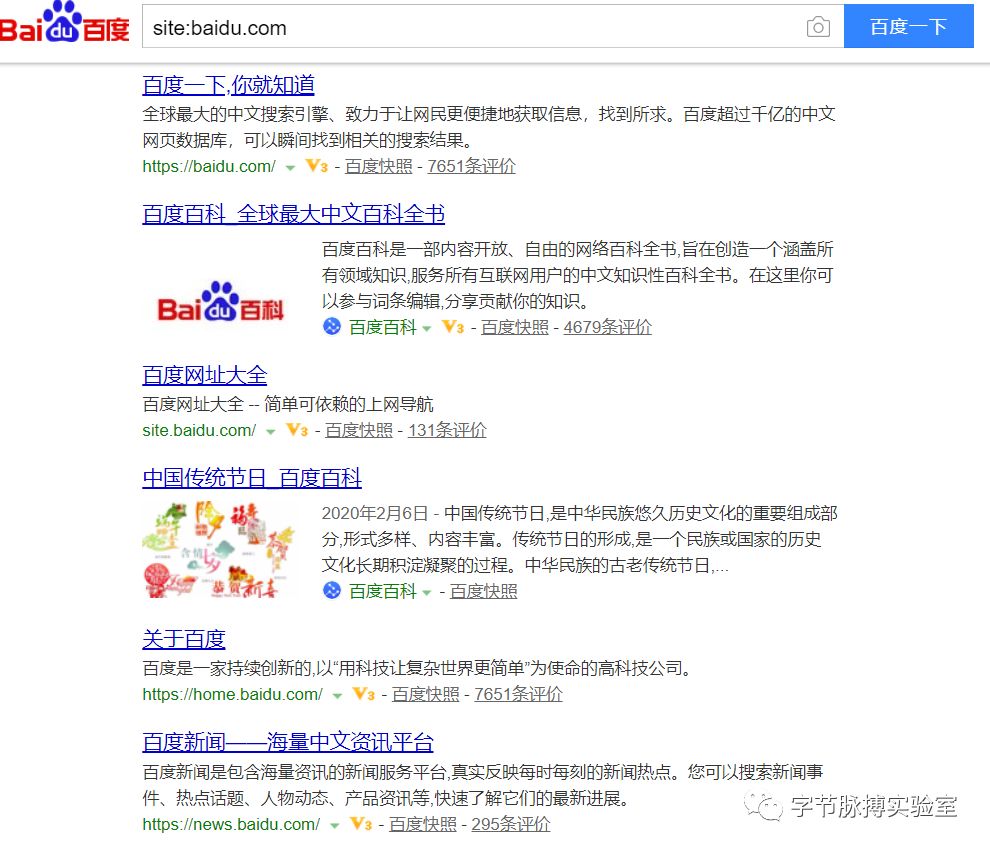 Bai du 百度
site:baidu.com
百度一下
百度一下,你就知道
全球最大的中文搜索引擎、致力于让网民更便捷地获取信息，找到所求。百度超过千亿的中文
网页数据库，可以瞬间找到相关的搜索结果。
https://baidu.com/ V3 - 百度快照 - 7651条评价
百度百科_全球最大中文百科全书
百度百科是一部内容开放、自由的网络百科全书,旨在创造一个涵盖所
有领域知识,服务所有互联网用户的中文知识性百科全书。在这里你可
以参与词条编辑,分享贡献你的知识。
Bai du 百科
百度百科 V3 - 百度快照 - 4679条评价
百度网址大全
百度网址大全 -- 简单可依赖的上网导航
site.baidu.com/ V3 - 百度快照 - 131条评价
中国传统节日_百度百科
2020年2月6日 - 中国传统节日,是中华民族悠久历史文化的重要组成部
分,形式多样、内容丰富。传统节日的形成,是一个民族或国家的历史
文化长期积淀凝聚的过程。中华民族的古老传统节日,...
含情七夕
恭贺新喜
百度百科 - 百度快照
关于百度
百度是一家持续创新的,以“用科技让复杂世界更简单”为使命的高科技公司。
https://home.baidu.com/ V3 - 百度快照 - 7651条评价
百度新闻——海量中文资讯平台
百度新闻是包含海量资讯的新闻服务平台,真实反映每时每刻的新闻热点。您可以搜索新闻事
件、热点话题、人物动态、产品资讯等,快速了解它们的最新进展。
https://news.baidu.com/ V3 - 百度快照 - 295条评价
字节脉搏实验室